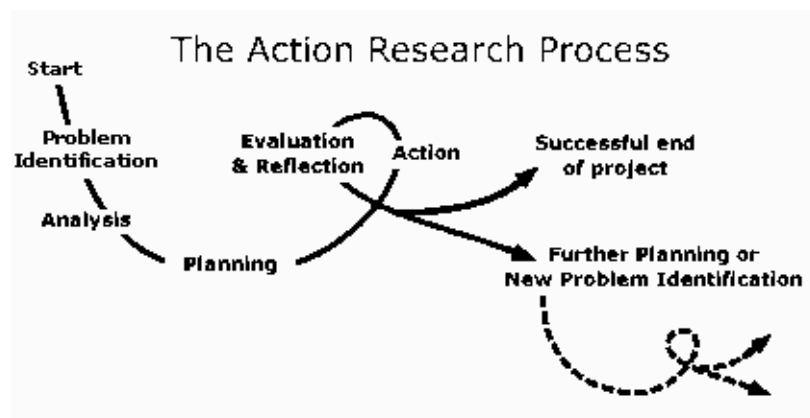 The Action Research Process
Start
Problem
Identification
Analysis
Planning
Action
Evaluation
& Reflection
Successful end
of project
Further Planning or
New Problem Identification